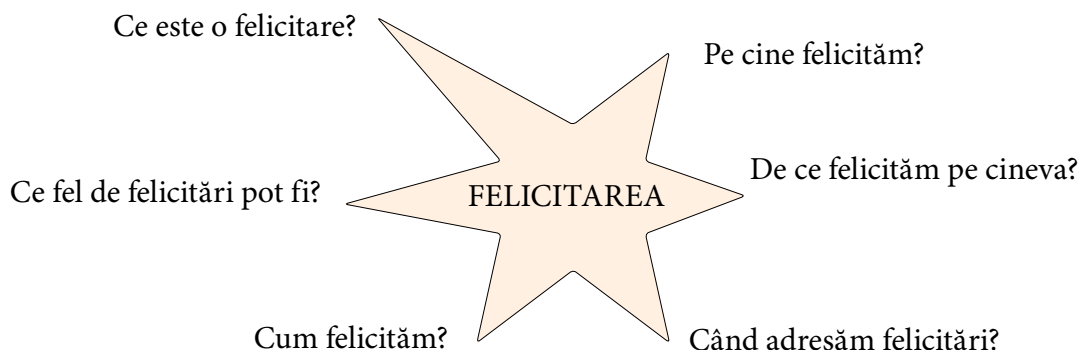 Ce este o felicitare?
Pe cine felicităm?
De ce felicităm pe cineva?
Ce fel de felicitări pot fi?
FELICITAREA
Cum felicităm?
Când adresăm felicitări?